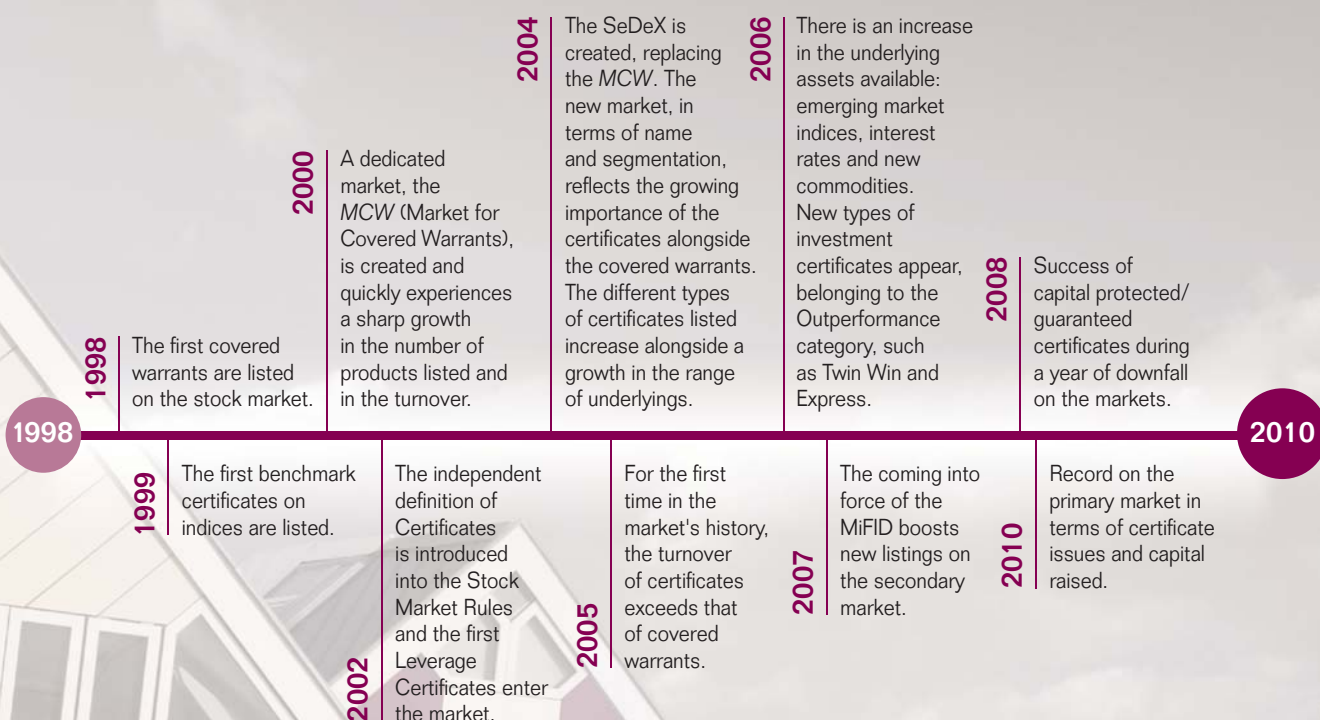 1998
1998
The first covered
warrants are listed
on the stock market.
1999
The first benchmark
certificates on
indices are listed.
2000
A dedicated
market, the
MCW (Market for
Covered Warrants),
is created and
quickly experiences
a sharp growth
in the number of
products listed and
in the turnover.
2002
The independent
definition of
Certificates
is introduced
into the Stock
Market Rules
and the first
Leverage
Certificates enter
the market.
2004
The SeDeX is
created, replacing
the MCW. The
new market, in
terms of name
and segmentation,
reflects the growing
importance of the
certificates alongside
the covered warrants.
The different types
of certificates listed
increase alongside a
growth in the range
of underlyings.
2005
For the first
time in the
market's history,
the turnover
of certificates
exceeds that
of covered
warrants.
2006
There is an increase
in the underlying
assets available:
emerging market
indices, interest
rates and new
commodities.
New types of
investment
certificates appear,
belonging to the
Outperformance
category, such
as Twin Win and
Express.
2007
The coming into
force of the
MiFID boosts
new listings on
the secondary
market.
2008
Success of
capital protected/
guaranteed
certificates during
a year of downfall
on the markets.
2010
Record on the
primary market in
terms of certificate
issues and capital
raised.
2010